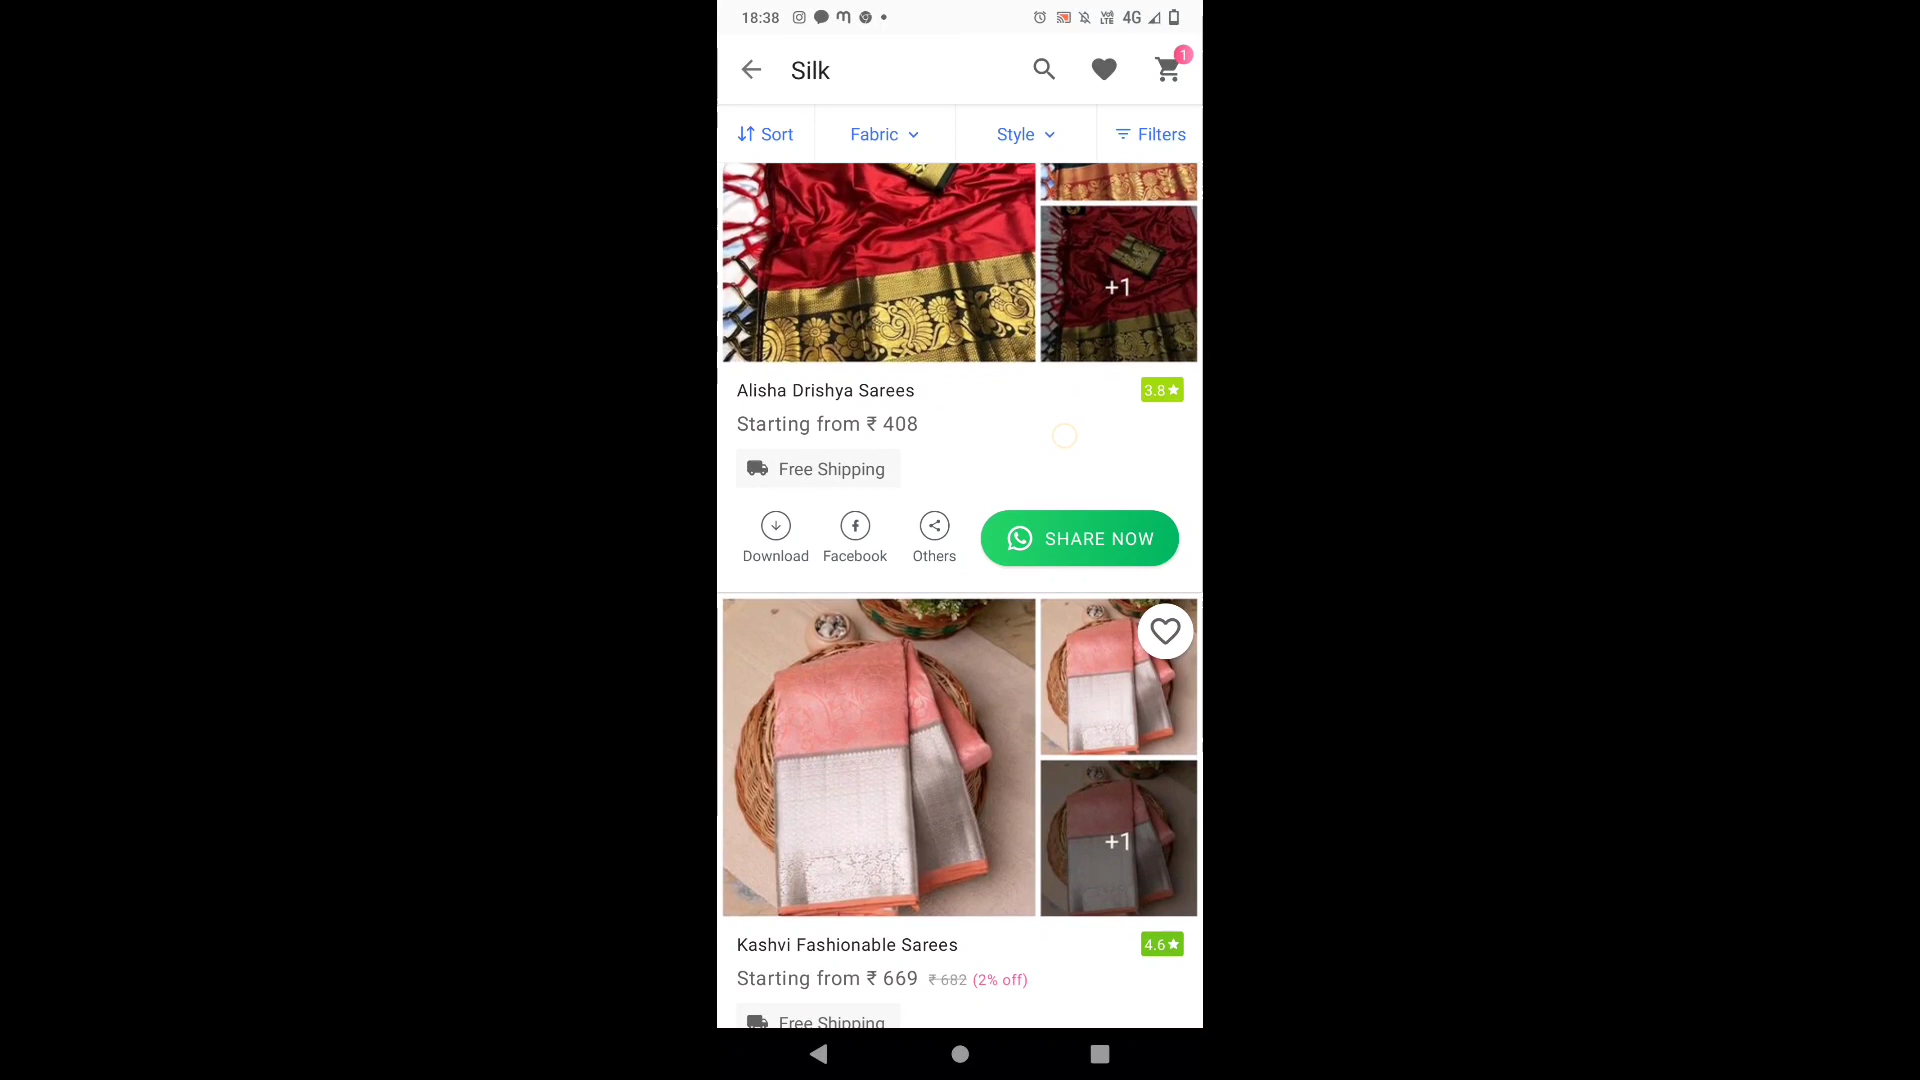 18:38
Vo)
LTE
4G
Silk
1
Sort
Fabric
Style
Filters
+1
Alisha Drishya Sarees
3.8★
Starting from ₹ 408
Free Shipping
Download
Facebook
Others
SHARE NOW
+1
Kashvi Fashionable Sarees
4.6★
Starting from ₹ 669 ₹ 682 (2% off)
Free Shipping